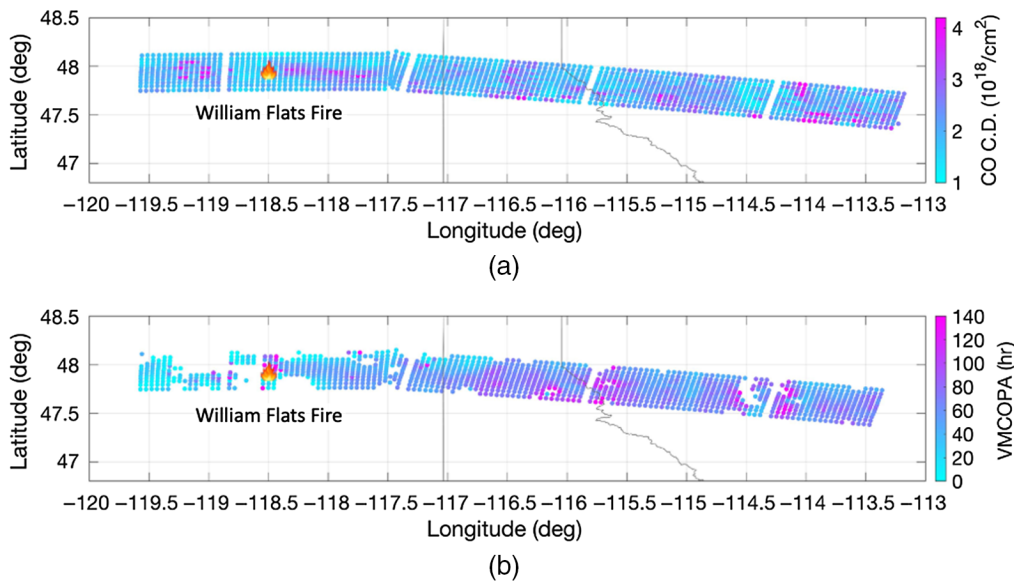 48.5
48
47.5
47
Latitude (deg)
William Flats Fire
−120 −119.5 −119 −118.5 −118 −117.5 −117 −116.5 −116 −115.5 −115 −114.5 −114 −113.5 −113
Longitude (deg)
4
3
2
1
CO C.D. (10^18/cm^2)
(a)
48.5
48
47.5
47
Latitude (deg)
William Flats Fire
−120 −119.5 −119 −118.5 −118 −117.5 −117 −116.5 −116 −115.5 −115 −114.5 −114 −113.5 −113
Longitude (deg)
140
120
100
80
60
40
20
0
VMCOPA (hr)
(b)